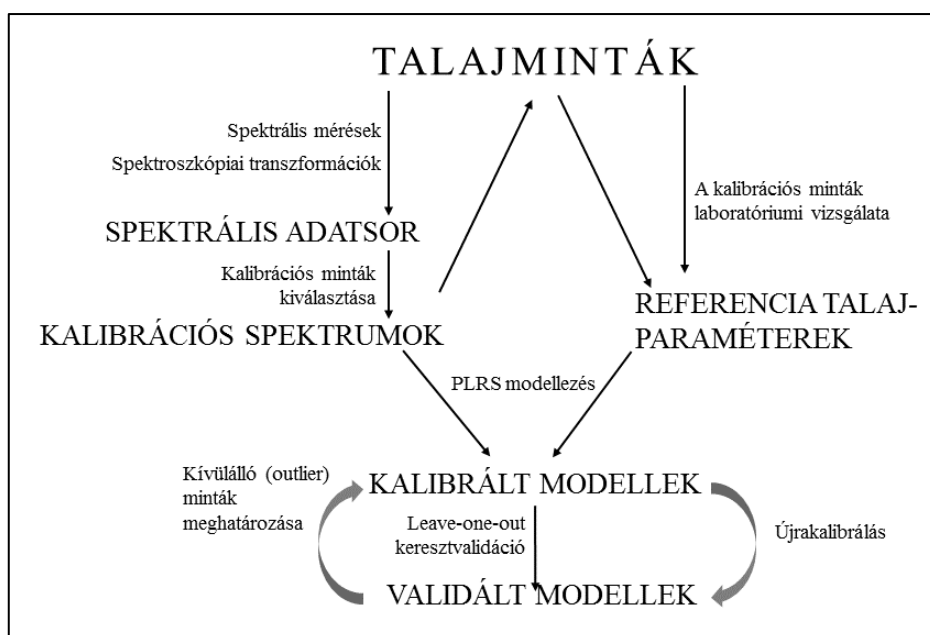 TALAJMINTÁK
Spektrális mérések
Spektroszkópiai transzformációk
A kalibrációs minták
laboratóriumi vizsgálata
SPEKTRÁLIS ADATSOR
Kalibrációs minták
kiválasztása
REFERENCIA TALAJ-
PARAMÉTEREK
KALIBRÁCIÓS SPEKTRUMOK
PLRS modellezés
Kívülálló (outlier)
minták
meghatározása
KALIBRÁLT MODELLEK
Leave-one-out
keresztvalidáció
Újrakalibrálás
VALIDÁLT MODELLEK